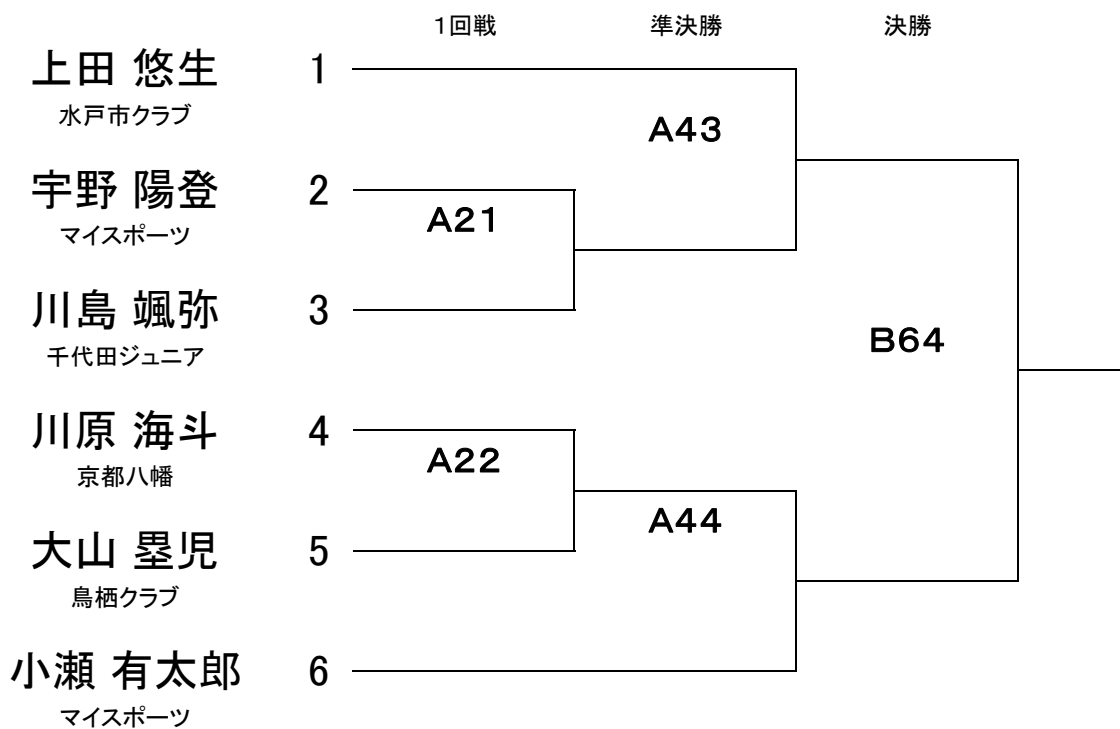 1回戦 準決勝 決勝
上田 悠生 1
水戸市クラブ
A43
宇野 陽登 2
A21
マイスポーツ
川島 颯弥 3
千代田ジュニア
B64
川原 海斗 4
A22
京都八幡
A44
大山 塁児 5
鳥栖クラブ
小瀬 有太郎 6
マイスポーツ